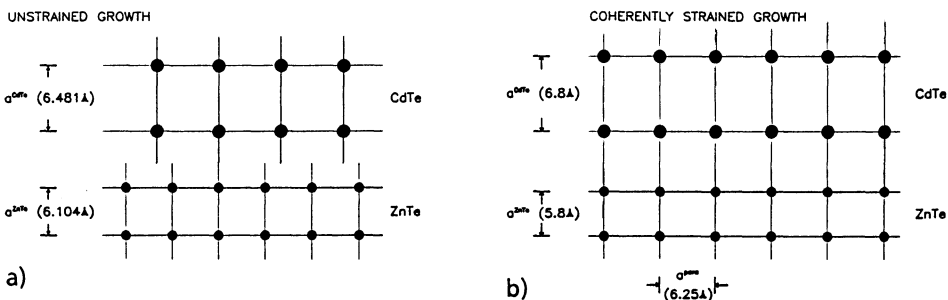 UNSTRAINED GROWTH
a^CdTe (6.481Å)
CdTe
a^ZnTe (6.104Å)
ZnTe
a)
COHERENTLY STRAINED GROWTH
a^CdTe (6.8Å)
CdTe
a^ZnTe (5.8Å)
ZnTe
a^para
(6.25Å)
b)